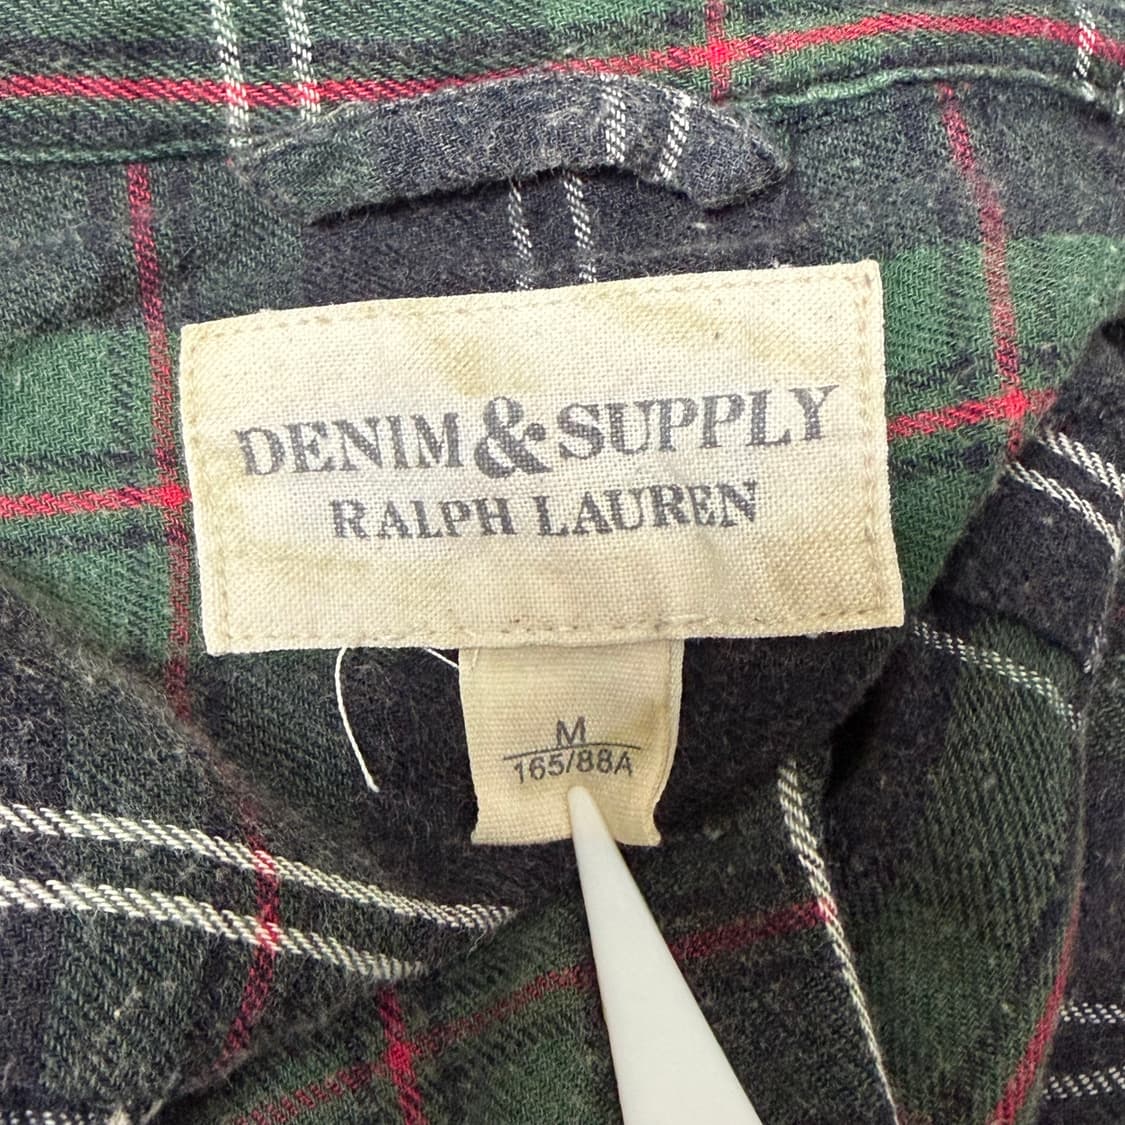 DENIM&SUPPLY
RALPH LAUREN
M
165/88A